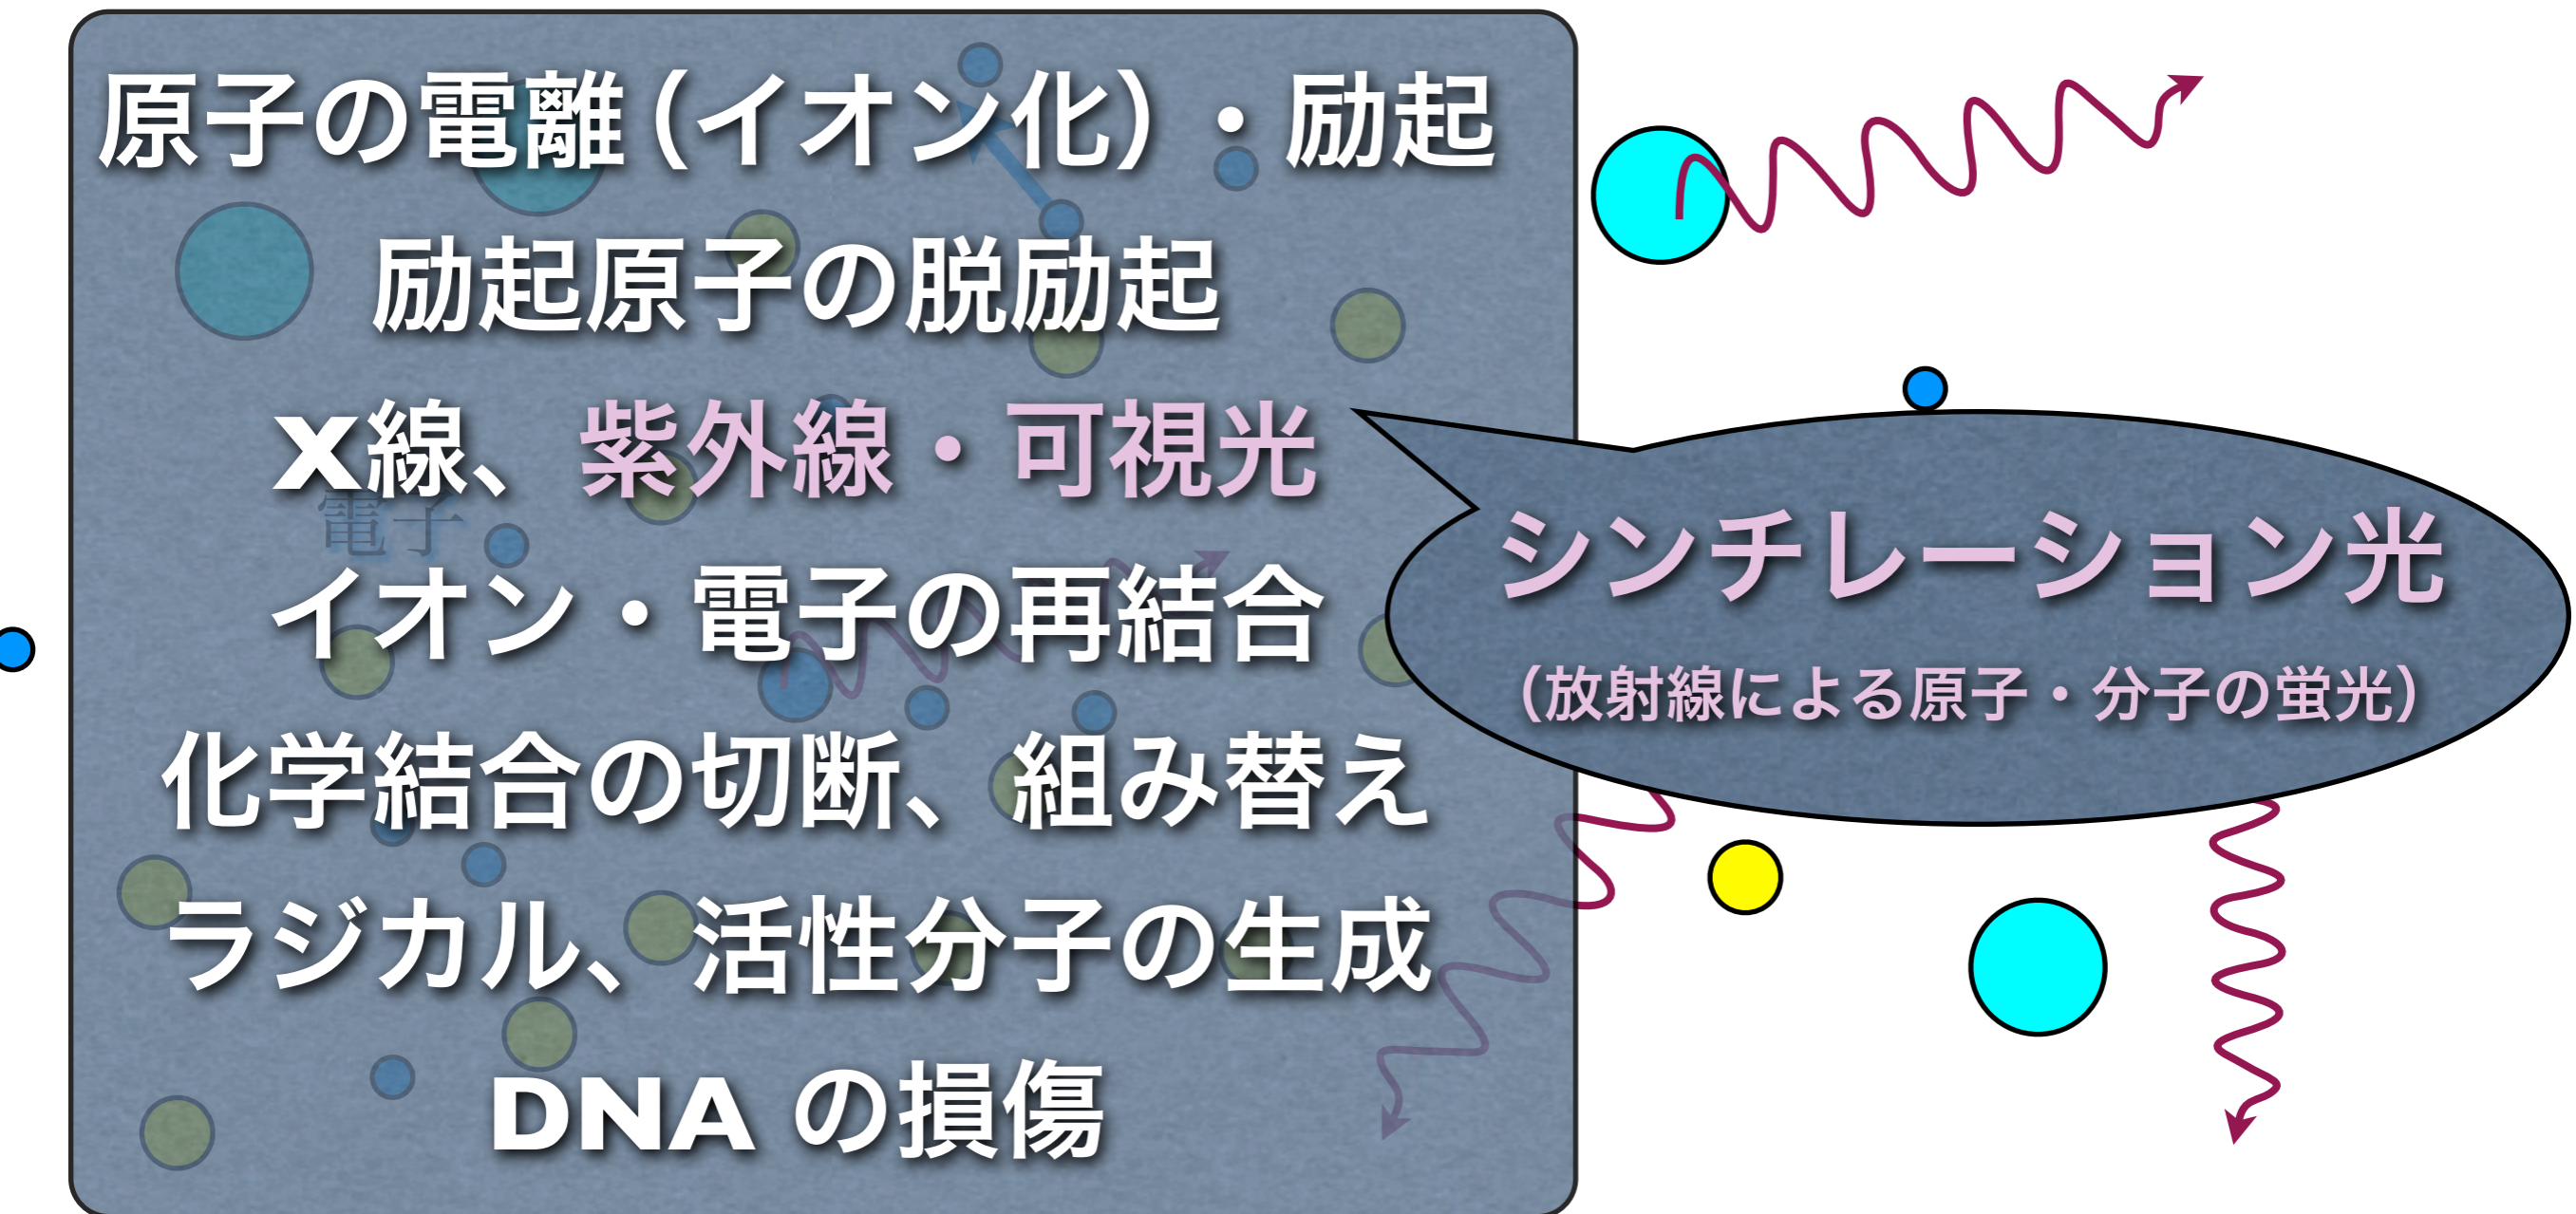 原子の電離（イオン化）・励起
励起原子の脱励起
X線、紫外線・可視光
電子
イオン・電子の再結合
化学結合の切断、組み替え
ラジカル、活性分子の生成
DNA の損傷
シンチレーション光
（放射線による原子・分子の蛍光）